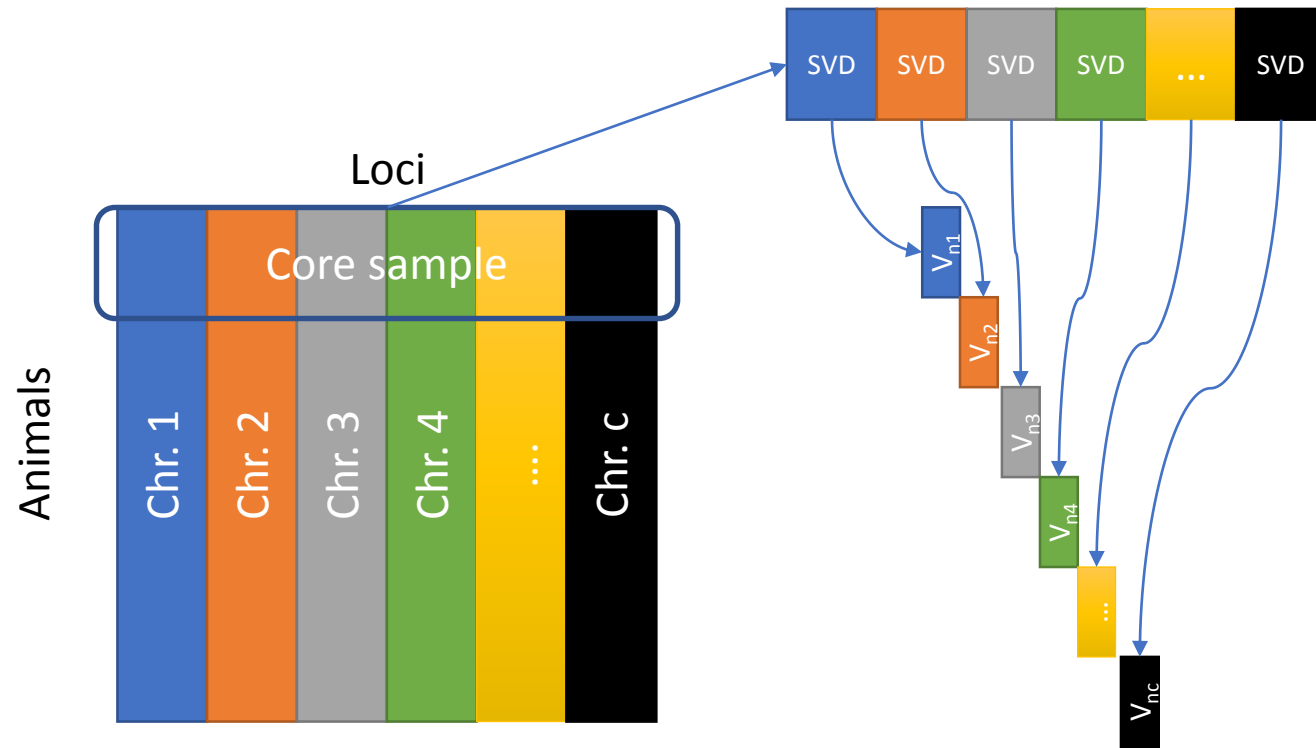 SVD SVD SVD SVD ... SVD
Loci
Core sample
Animals
Chr. 1
Chr. 2
Chr. 3
Chr. 4
....
Chr. c
Vn1
Vn2
Vn3
Vn4
...
Vnc